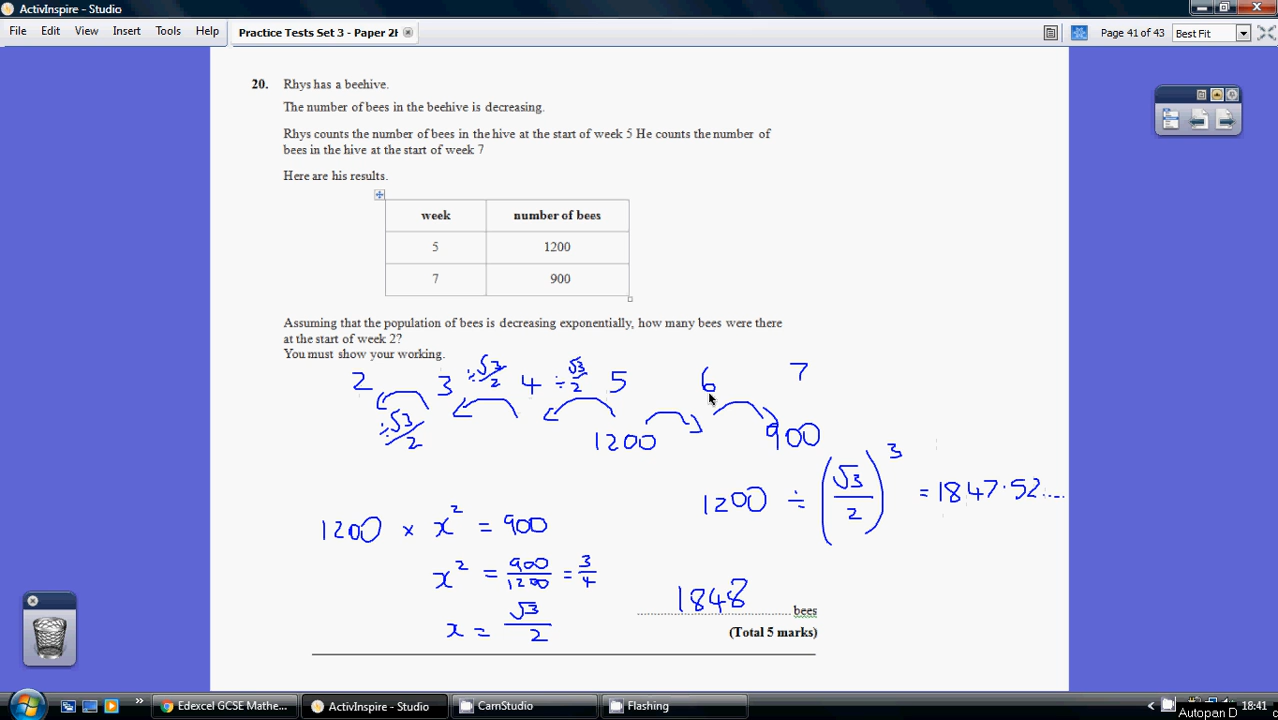 ActivInspire - Studio
File Edit View Insert Tools Help Practice Tests Set 3 - Paper 2H Page 41 of 43 Best Fit
20. Rhys has a beehive.
The number of bees in the beehive is decreasing.
Rhys counts the number of bees in the hive at the start of week 5 He counts the number of
bees in the hive at the start of week 7
Here are his results.
week number of bees
5 1200
7 900
Assuming that the population of bees is decreasing exponentially, how many bees were there
at the start of week 2?
You must show your working.
2 3 ÷√3/2 4 ÷√3/2 5 6 7
÷√3/2 1200 900
1200 ÷ (√3/2)³ = 1847·52....
1200 × x² = 900
x² = 900/1200 = 3/4
x = √3/2
1848 bees
(Total 5 marks)
Edexcel GCSE Mathe... ActivInspire - Studio CamStudio Flashing 18:41
Autopan D